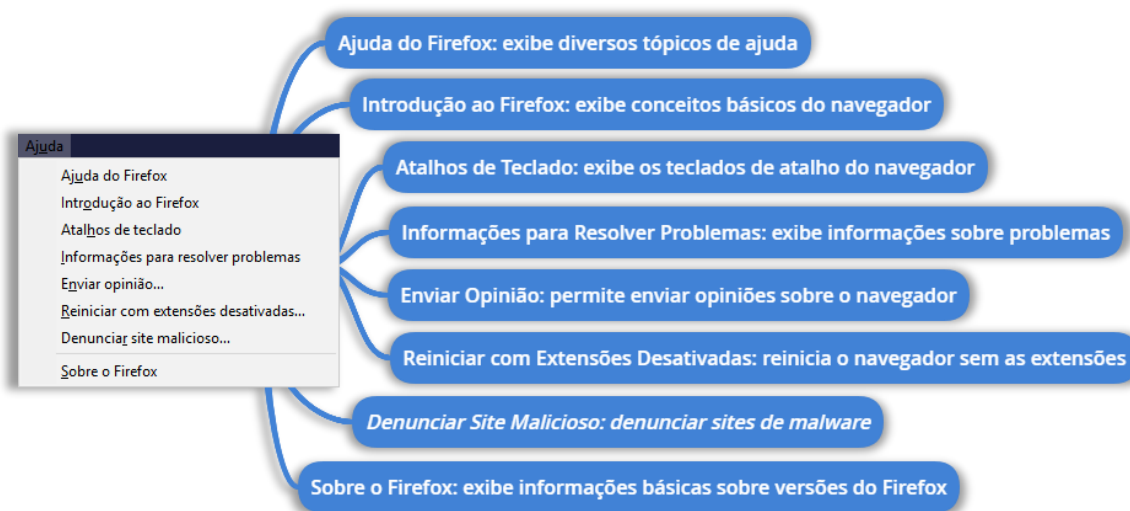 Ajuda do Firefox: exibe diversos tópicos de ajuda
Introdução ao Firefox: exibe conceitos básicos do navegador
Ajuda
Ajuda do Firefox
Introdução ao Firefox
Atalhos de teclado
Informações para resolver problemas
Enviar opinião...
Reiniciar com extensões desativadas...
Denunciar site malicioso...
Sobre o Firefox
Atalhos de Teclado: exibe os teclados de atalho do navegador
Informações para Resolver Problemas: exibe informações sobre problemas
Enviar Opinião: permite enviar opiniões sobre o navegador
Reiniciar com Extensões Desativadas: reinicia o navegador sem as extensões
Denunciar Site Malicioso: denunciar sites de malware
Sobre o Firefox: exibe informações básicas sobre versões do Firefox